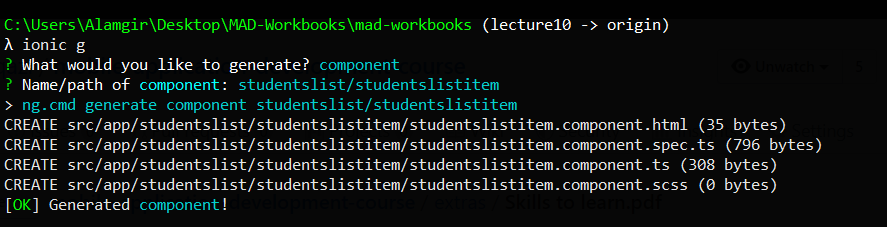 C:\Users\Alamgir\Desktop\MAD-Workbooks\mad-workbooks (lecture10 -> origin)
λ ionic g
? What would you like to generate? component
? Name/path of component: studentslist/studentslistitem
> ng.cmd generate component studentslist/studentslistitem
CREATE src/app/studentslist/studentslistitem/studentslistitem.component.html (35 bytes)
CREATE src/app/studentslist/studentslistitem/studentslistitem.component.spec.ts (796 bytes)
CREATE src/app/studentslist/studentslistitem/studentslistitem.component.ts (308 bytes)
CREATE src/app/studentslist/studentslistitem/studentslistitem.component.scss (0 bytes)
[OK] Generated component!